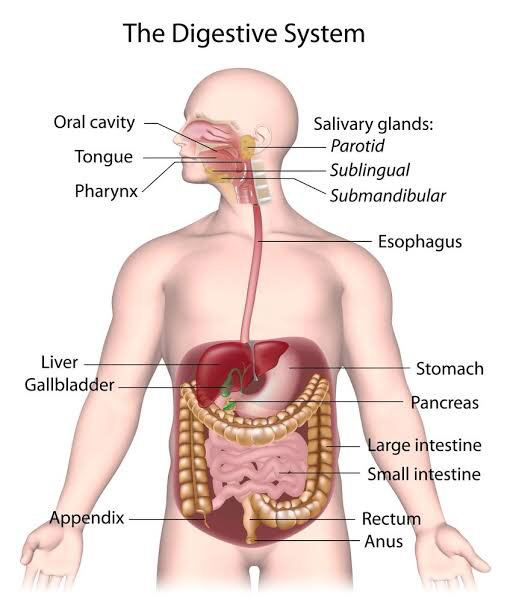 The Digestive System
Oral cavity
Tongue
Pharynx
Salivary glands:
Parotid
Sublingual
Submandibular
Esophagus
Liver
Gallbladder
Stomach
Pancreas
Large intestine
Small intestine
Appendix
Rectum
Anus